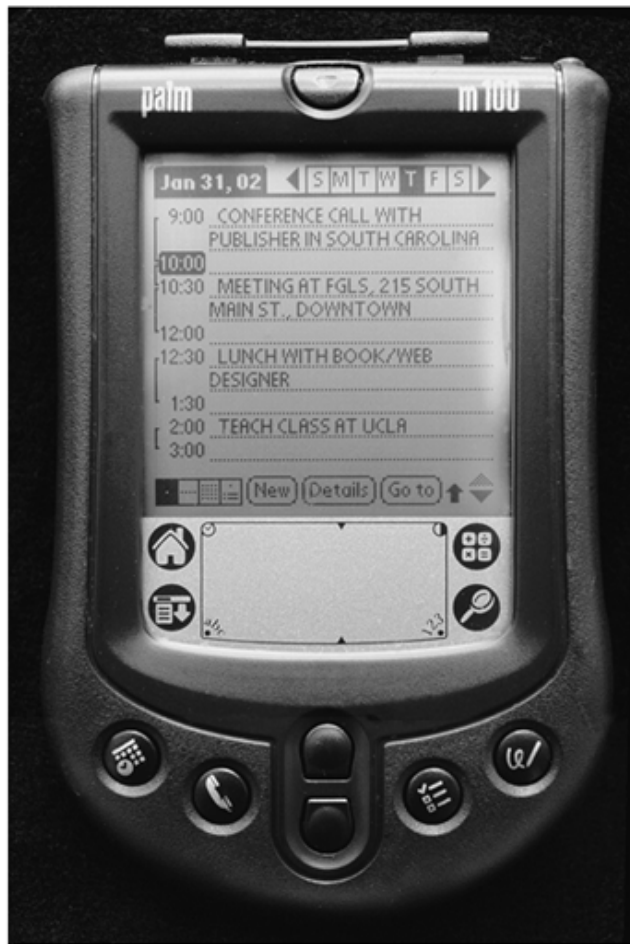 palm m100
Jan 31, 02 S M T W T F S
9:00 CONFERENCE CALL WITH
PUBLISHER IN SOUTH CAROLINA
10:00
10:30 MEETING AT FGLS, 215 SOUTH
MAIN ST., DOWNTOWN
12:00
12:30 LUNCH WITH BOOK/WEB
DESIGNER
1:30
2:00 TEACH CLASS AT UCLA
3:00
New Details Go to
abc 123